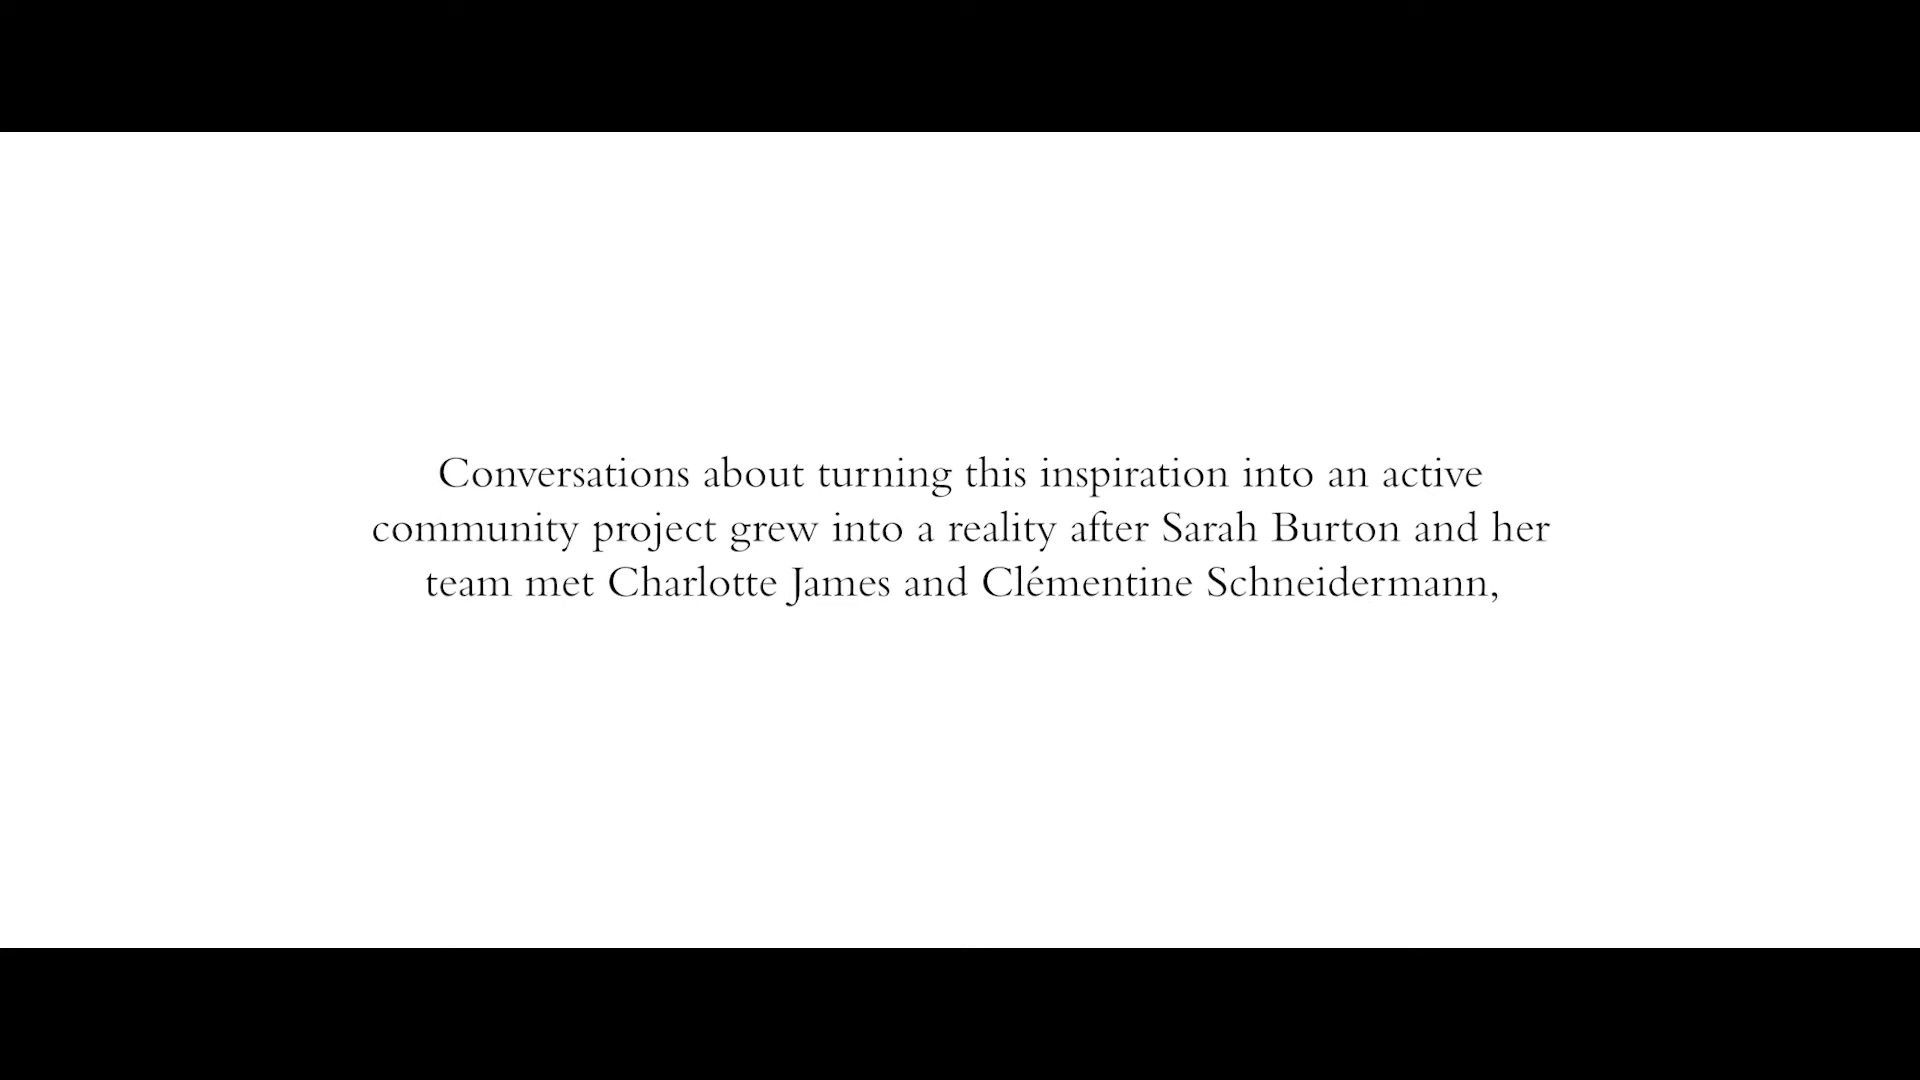 Conversations about turning this inspiration into an active
community project grew into a reality after Sarah Burton and her
team met Charlotte James and Clémentine Schneidermann,